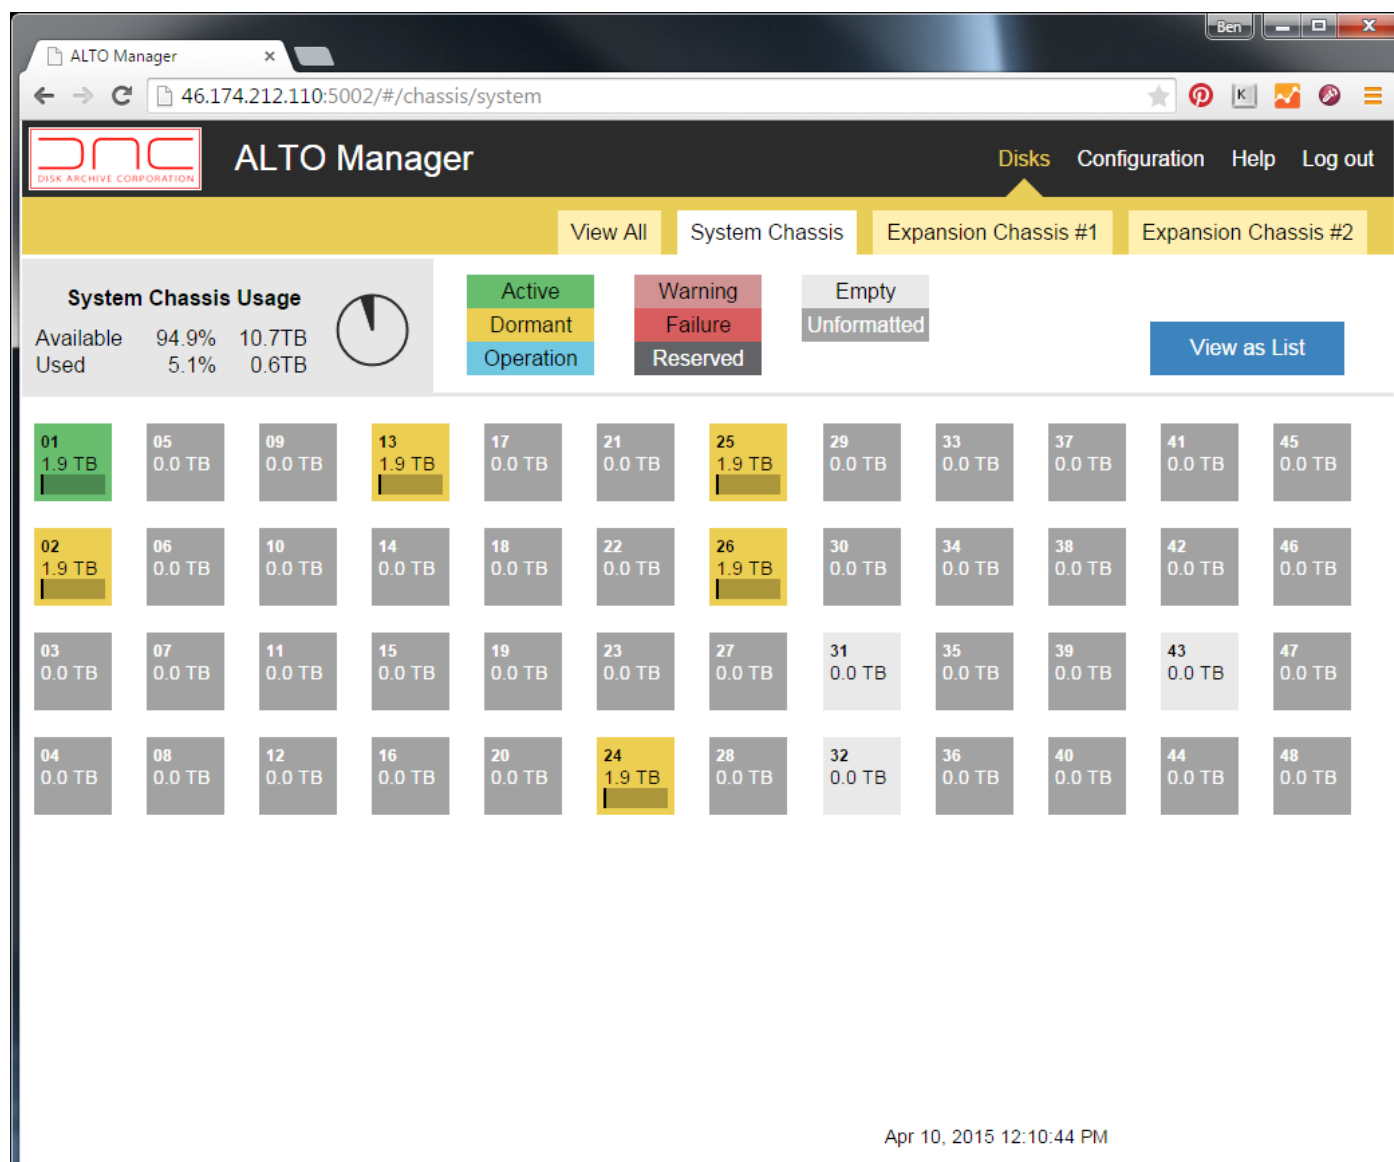 Ben
ALTO Manager
46.174.212.110:5002/#/chassis/system
K
DISK ARCHIVE CORPORATION
ALTO Manager
Disks Configuration Help Log out
View All System Chassis Expansion Chassis #1 Expansion Chassis #2
System Chassis Usage
Available 94.9% 10.7TB
Used 5.1% 0.6TB
Active Warning Empty
Dormant Failure Unformatted
Operation Reserved
View as List
01 05 09 13 17 21 25 29 33 37 41 45
1.9 TB 0.0 TB 0.0 TB 1.9 TB 0.0 TB 0.0 TB 1.9 TB 0.0 TB 0.0 TB 0.0 TB 0.0 TB 0.0 TB
02 06 10 14 18 22 26 30 34 38 42 46
1.9 TB 0.0 TB 0.0 TB 0.0 TB 0.0 TB 0.0 TB 1.9 TB 0.0 TB 0.0 TB 0.0 TB 0.0 TB 0.0 TB
03 07 11 15 19 23 27 31 35 39 43 47
0.0 TB 0.0 TB 0.0 TB 0.0 TB 0.0 TB 0.0 TB 0.0 TB 0.0 TB 0.0 TB 0.0 TB 0.0 TB 0.0 TB
04 08 12 16 20 24 28 32 36 40 44 48
0.0 TB 0.0 TB 0.0 TB 0.0 TB 0.0 TB 1.9 TB 0.0 TB 0.0 TB 0.0 TB 0.0 TB 0.0 TB 0.0 TB
Apr 10, 2015 12:10:44 PM